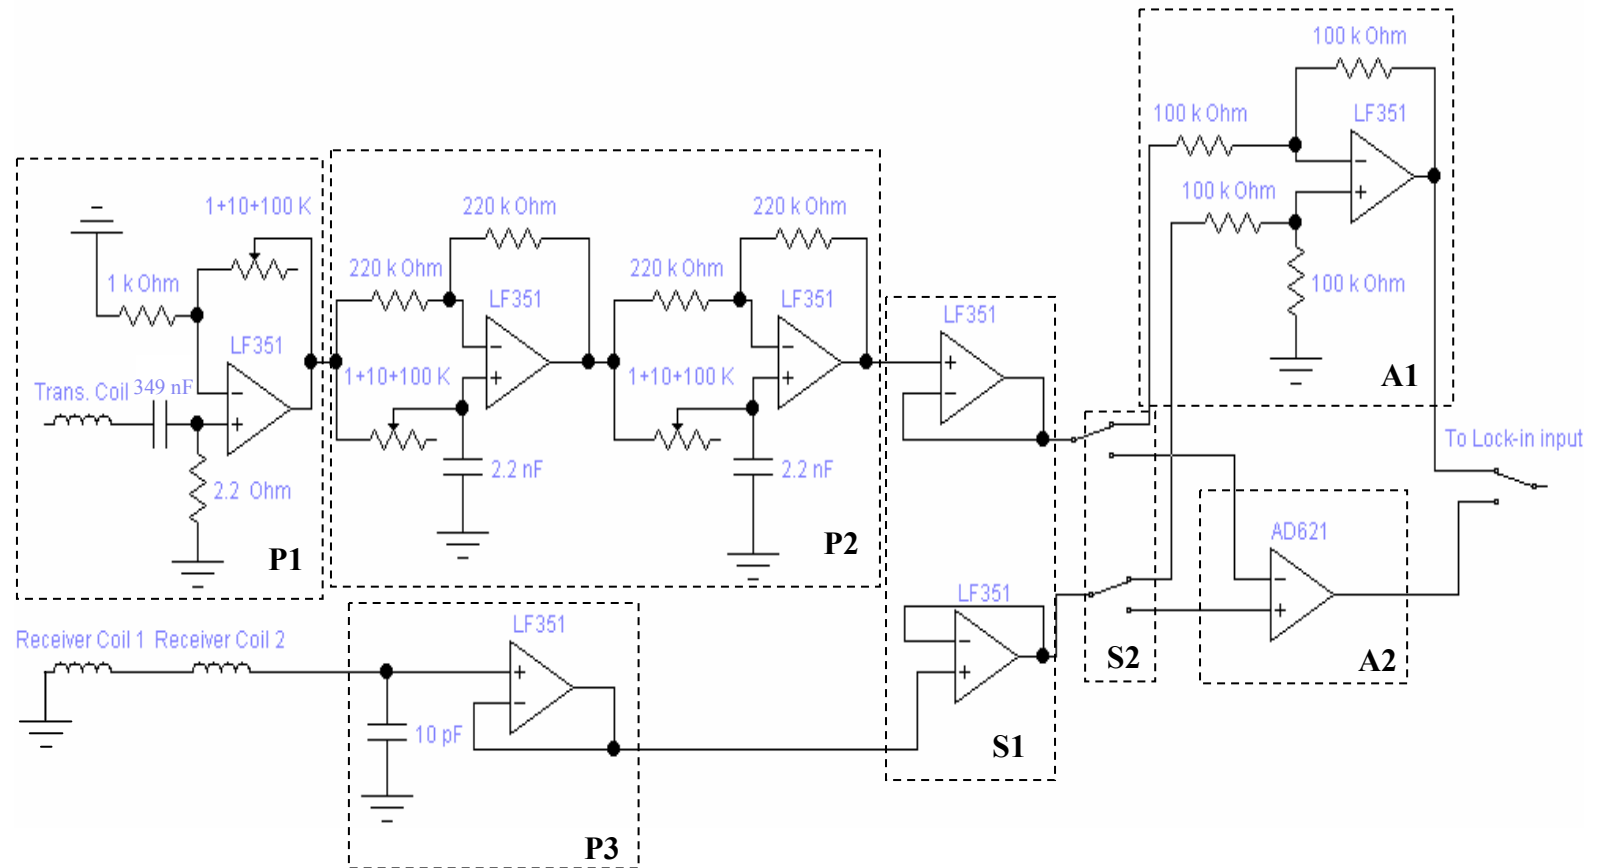 100 k Ohm
LF351
100 k Ohm
100 k Ohm
100 k Ohm
A1
1+10+100 K
1 k Ohm
LF351
Trans. Coil
349 nF
2.2 Ohm
P1
220 k Ohm
220 k Ohm
220 k Ohm
LF351
220 k Ohm
LF351
1+10+100 K
1+10+100 K
2.2 nF
2.2 nF
P2
LF351
To Lock-in input
AD621
LF351
S2
A2
S1
Receiver Coil 1
Receiver Coil 2
LF351
10 pF
P3